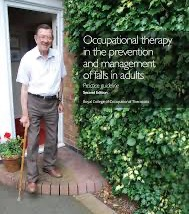 Occupational therapy
in the prevention
and management
of falls in adults
Practice guideline
Second Edition
Royal College of Occupational Therapists